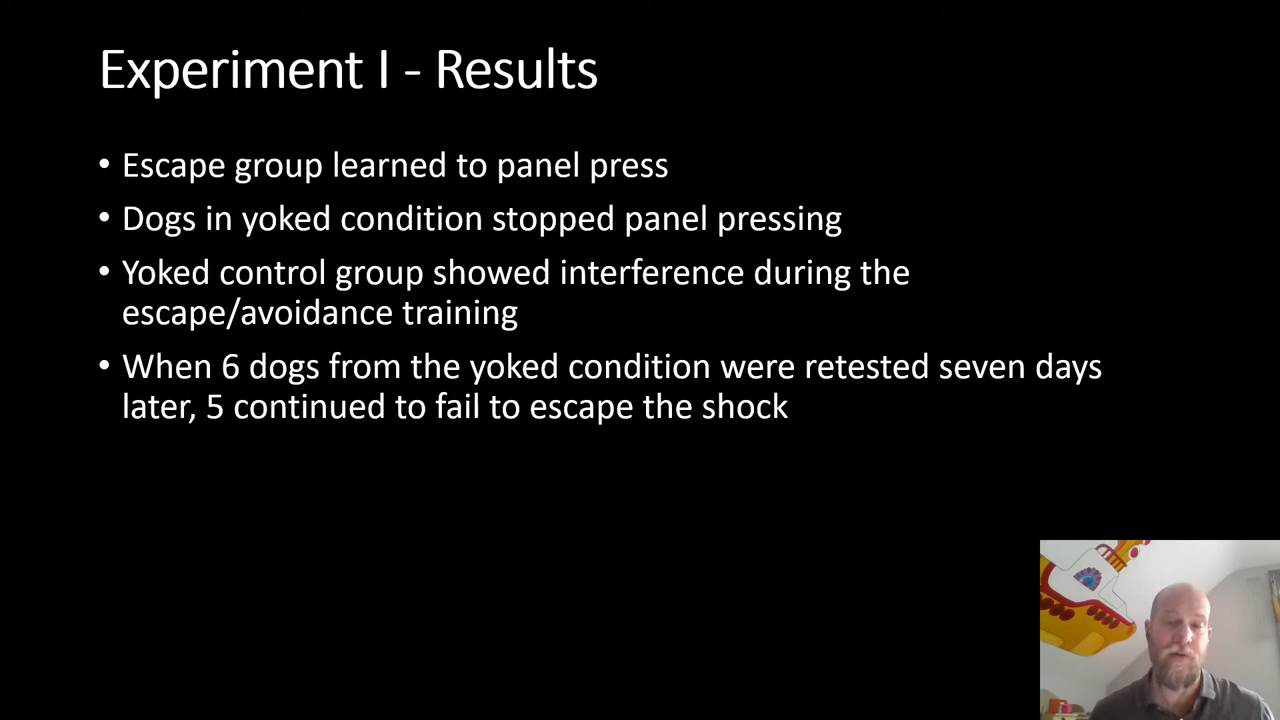 Experiment I - Results
• Escape group learned to panel press
• Dogs in yoked condition stopped panel pressing
• Yoked control group showed interference during the
escape/avoidance training
• When 6 dogs from the yoked condition were retested seven days
later, 5 continued to fail to escape the shock